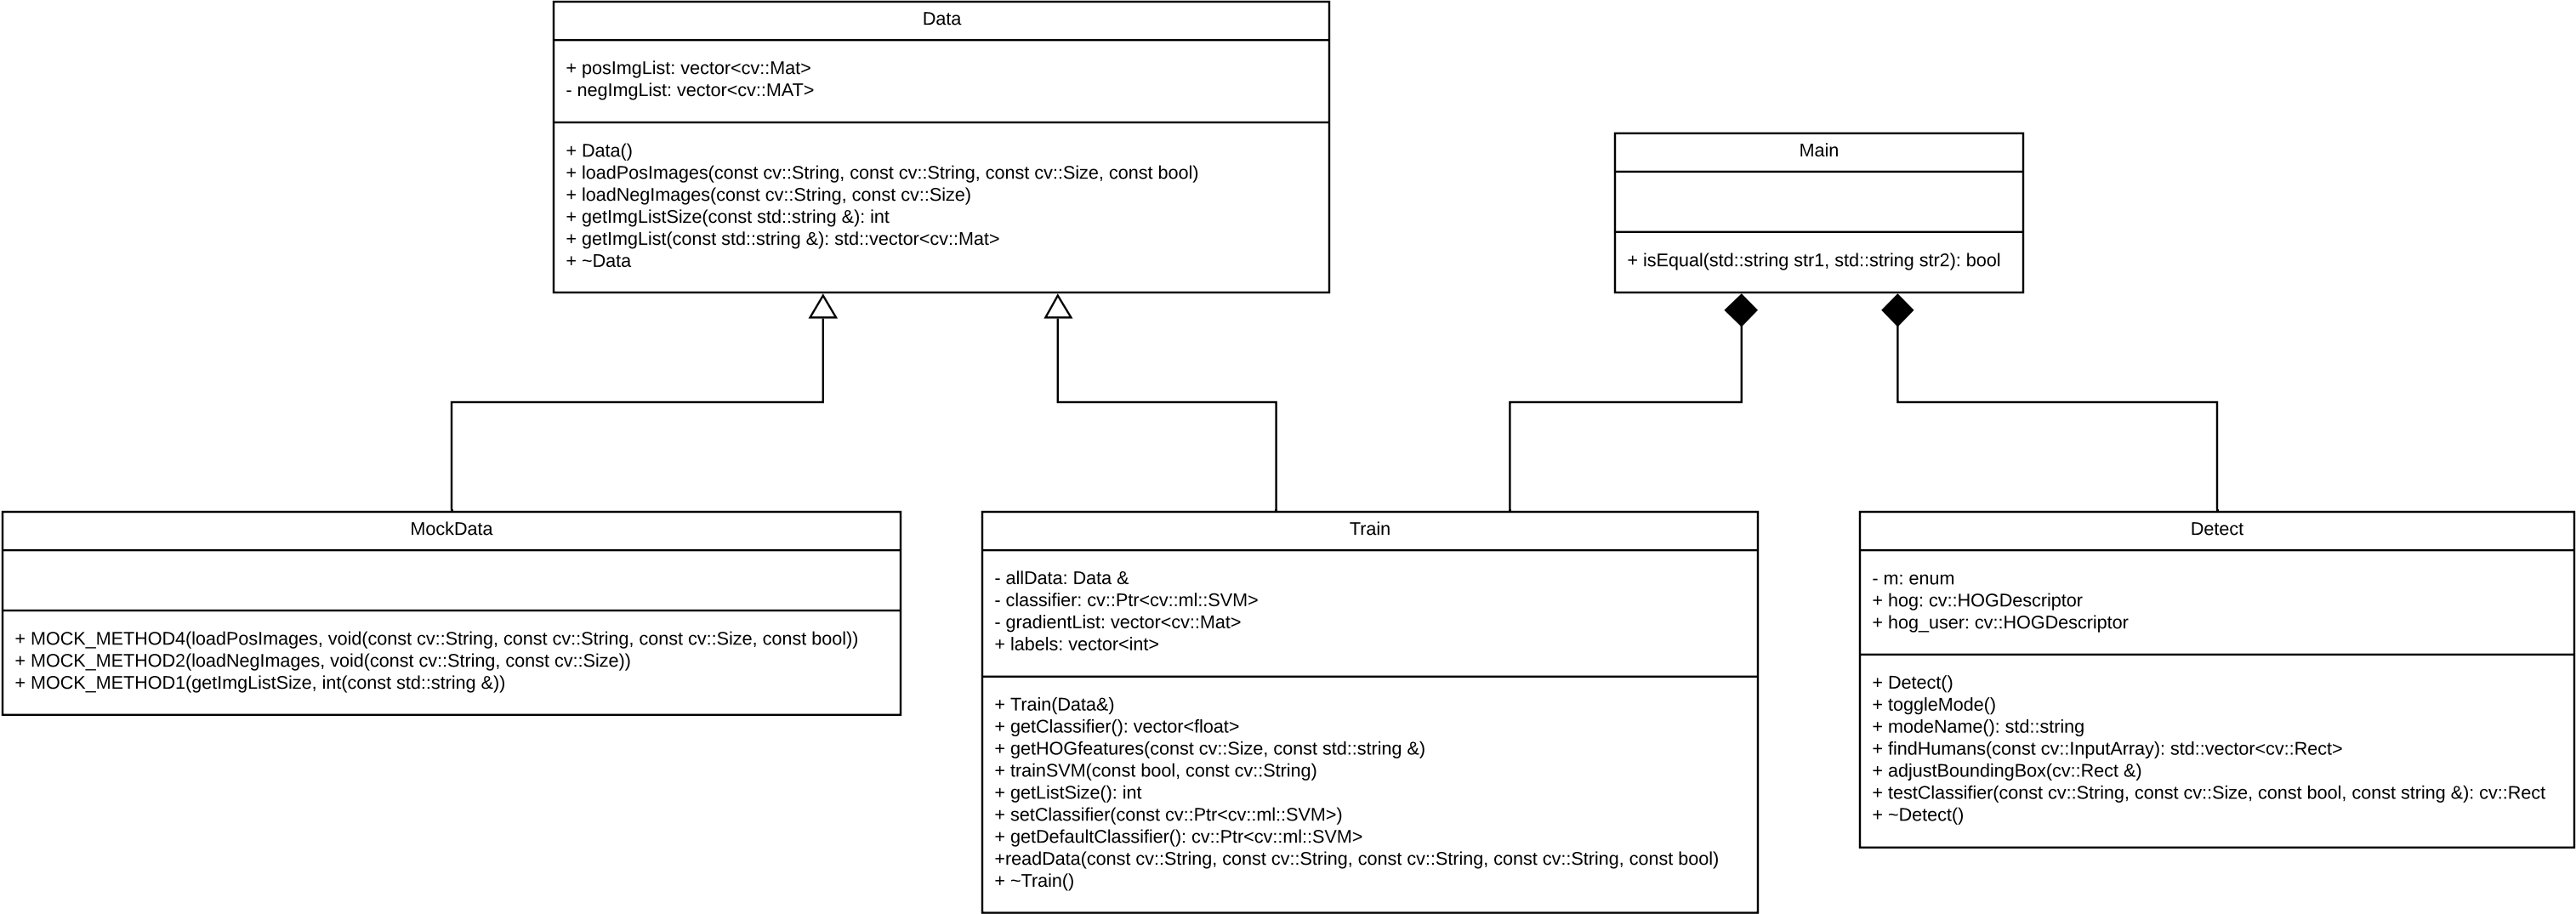 Data
+ posImgList: vector<cv::Mat>
- negImgList: vector<cv::MAT>
+ Data()
+ loadPosImages(const cv::String, const cv::String, const cv::Size, const bool)
+ loadNegImages(const cv::String, const cv::Size)
+ getImgListSize(const std::string &): int
+ getImgList(const std::string &): std::vector<cv::Mat>
+ ~Data
Main
+ isEqual(std::string str1, std::string str2): bool
MockData
+ MOCK_METHOD4(loadPosImages, void(const cv::String, const cv::String, const cv::Size, const bool))
+ MOCK_METHOD2(loadNegImages, void(const cv::String, const cv::Size))
+ MOCK_METHOD1(getImgListSize, int(const std::string &))
Train
- allData: Data &
- classifier: cv::Ptr<cv::ml::SVM>
- gradientList: vector<cv::Mat>
+ labels: vector<int>
+ Train(Data&)
+ getClassifier(): vector<float>
+ getHOGfeatures(const cv::Size, const std::string &)
+ trainSVM(const bool, const cv::String)
+ getListSize(): int
+ setClassifier(const cv::Ptr<cv::ml::SVM>)
+ getDefaultClassifier(): cv::Ptr<cv::ml::SVM>
+readData(const cv::String, const cv::String, const cv::String, const cv::String, const bool)
+ ~Train()
Detect
- m: enum
+ hog: cv::HOGDescriptor
+ hog_user: cv::HOGDescriptor
+ Detect()
+ toggleMode()
+ modeName(): std::string
+ findHumans(const cv::InputArray): std::vector<cv::Rect>
+ adjustBoundingBox(cv::Rect &)
+ testClassifier(const cv::String, const cv::Size, const bool, const string &): cv::Rect
+ ~Detect()